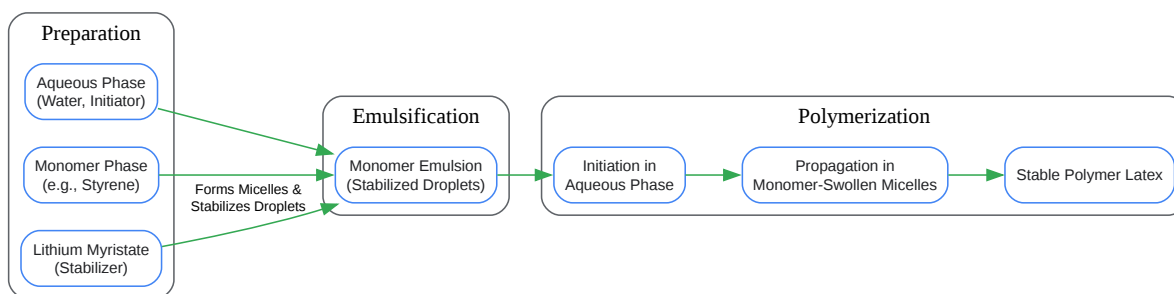 Preparation
Aqueous Phase
(Water, Initiator)
Monomer Phase
(e.g., Styrene)
Lithium Myristate
(Stabilizer)
Forms Micelles &
Stabilizes Droplets
Emulsification
Monomer Emulsion
(Stabilized Droplets)
Polymerization
Initiation in
Aqueous Phase
Propagation in
Monomer-Swollen Micelles
Stable Polymer Latex